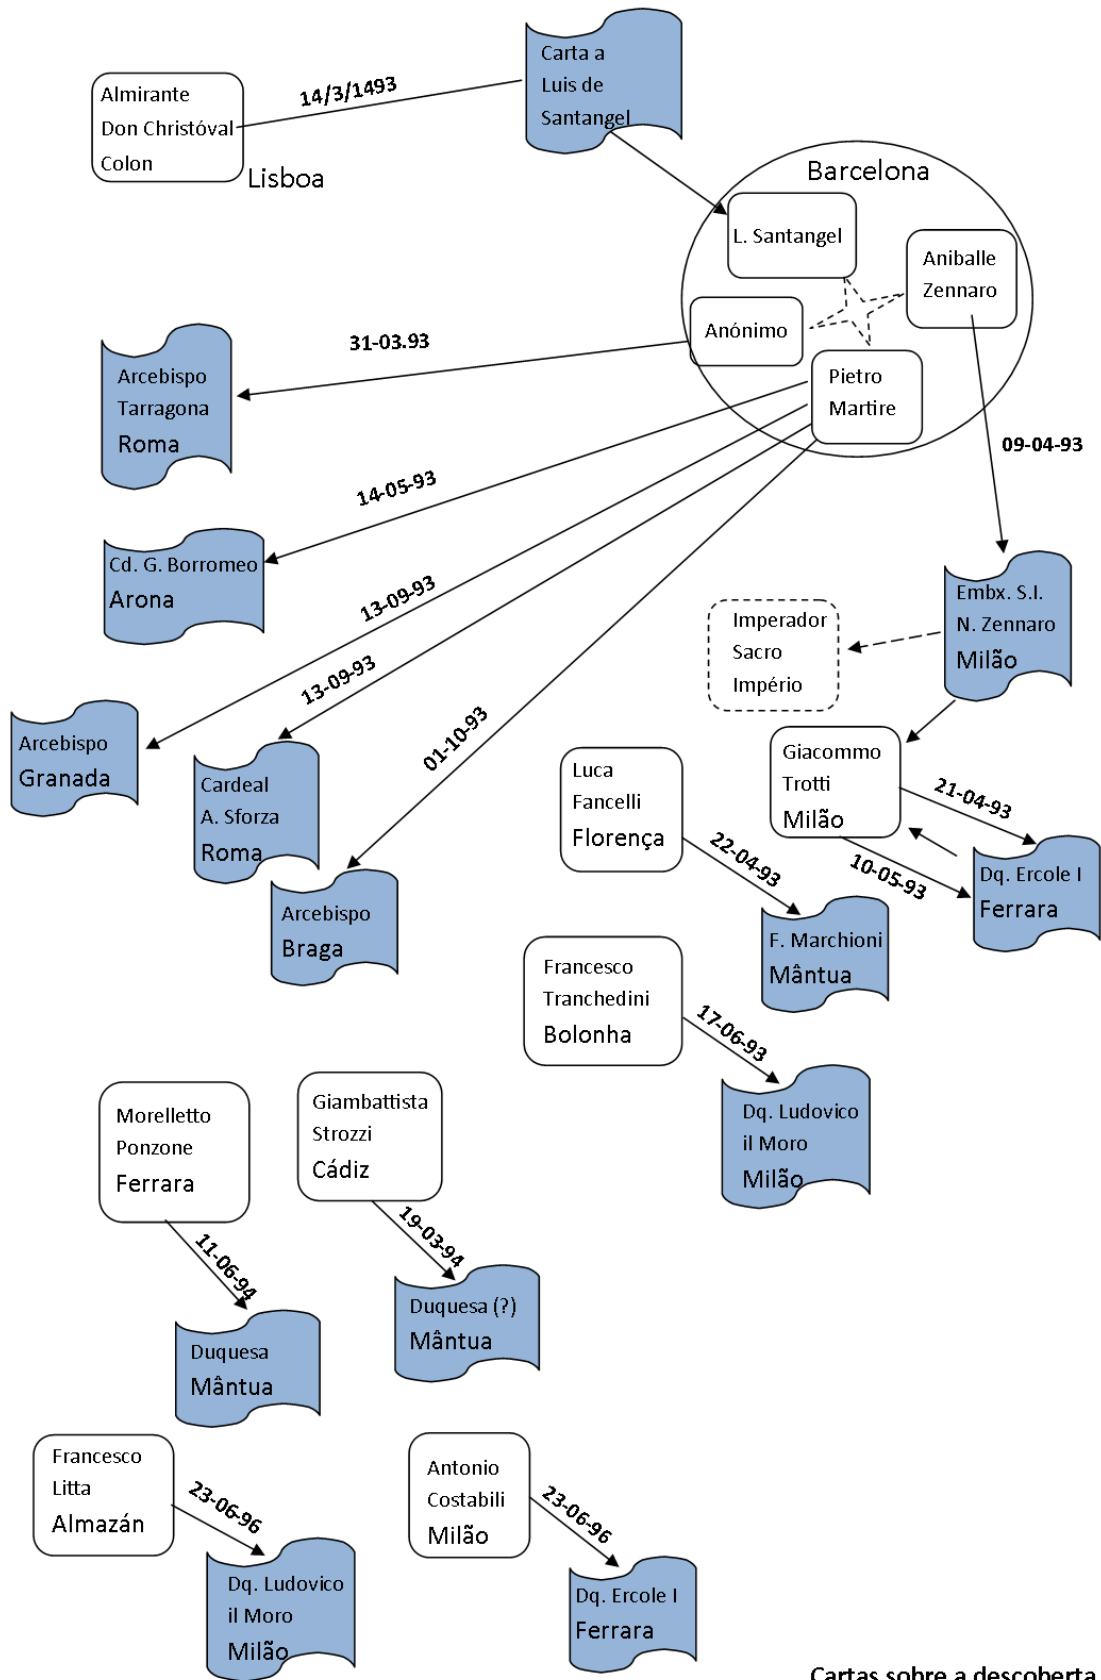 Carta a
Luis de
Santangel
Almirante
Don Christóval
Colon
14/3/1493
Lisboa
Barcelona
L. Santangel
Aniballe
Zennaro
Anónimo
Pietro
Martire
31-03.93
Arcebispo
Tarragona
Roma
09-04-93
14-05-93
Cd. G. Borromeo
Arona
13-09-93
13-09-93
01-10-93
Embx. S.I.
N. Zennaro
Milão
Imperador
Sacro
Império
Arcebispo
Granada
Cardeal
A. Sforza
Roma
Arcebispo
Braga
Luca
Fancelli
Florença
Giacommo
Trotti
Milão
21-04-93
10-05-93
22-04-93
Dq. Ercole I
Ferrara
F. Marchioni
Mântua
Francesco
Tranchedini
Bolonha
17-06-93
Dq. Ludovico
il Moro
Milão
Morelletto
Ponzone
Ferrara
Giambattista
Strozzi
Cádiz
11-06-94
19-03-94
Duquesa
Mântua
Duquesa (?)
Mântua
Francesco
Litta
Almazán
23-06-96
Antonio
Costabili
Milão
23-06-96
Dq. Ludovico
il Moro
Milão
Dq. Ercole I
Ferrara
Cartas sobre a descoberta